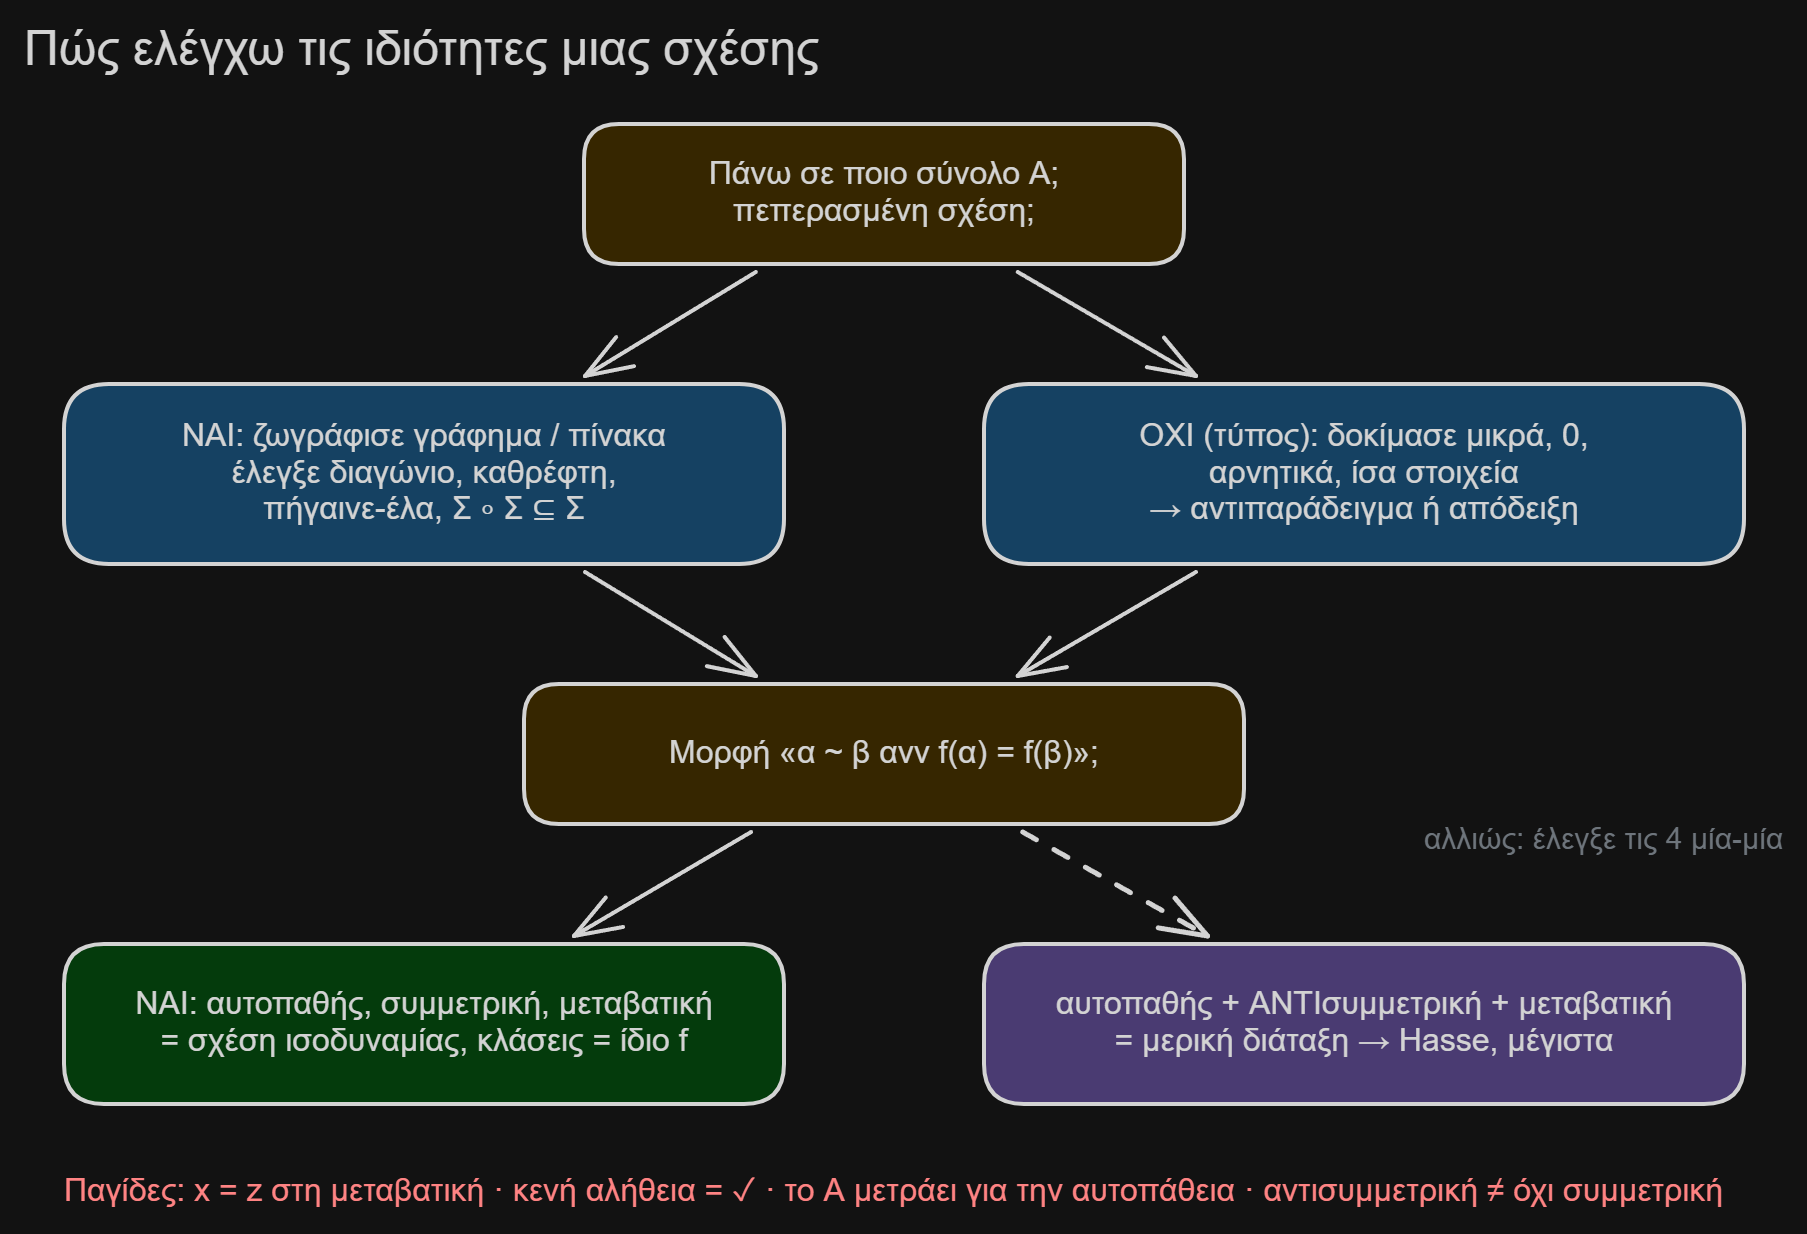 Πώς ελέγχω τις ιδιότητες μιας σχέσης
Πάνω σε ποιο σύνολο Α;
πεπερασμένη σχέση;
ΝΑΙ: ζωγράφισε γράφημα / πίνακα
έλεγξε διαγώνιο, καθρέφτη,
πήγαινε-έλα, Σ ∘ Σ ⊆ Σ
ΟΧΙ (τύπος): δοκίμασε μικρά, 0,
αρνητικά, ίσα στοιχεία
→ αντιπαράδειγμα ή απόδειξη
Μορφή «α ~ β ανν f(α) = f(β)»;
αλλιώς: έλεγξε τις 4 μία-μία
ΝΑΙ: αυτοπαθής, συμμετρική, μεταβατική
= σχέση ισοδυναμίας, κλάσεις = ίδιο f
αυτοπαθής + ΑΝΤΙσυμμετρική + μεταβατική
= μερική διάταξη → Hasse, μέγιστα
Παγίδες: x = z στη μεταβατική · κενή αλήθεια = ✓ · το Α μετράει για την αυτοπάθεια · αντισυμμετρική ≠ όχι συμμετρική